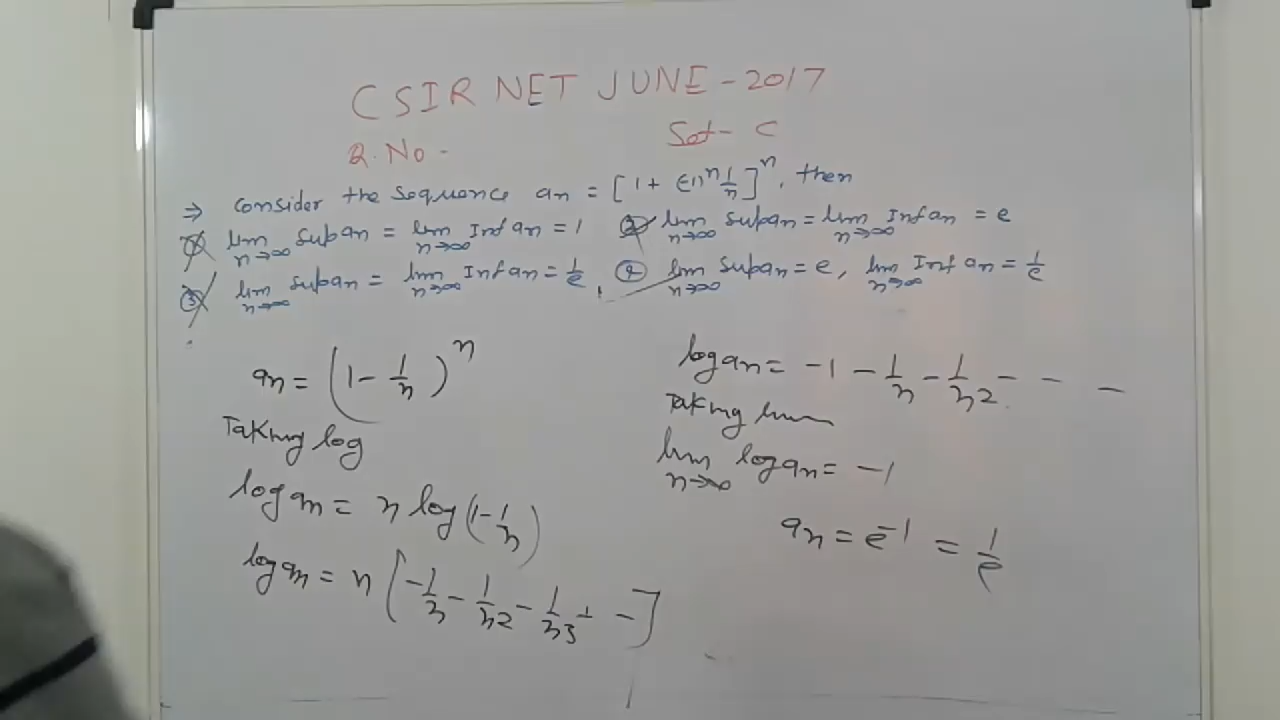 CSIR NET JUNE - 2017
Q. No - Set - C
⇒ Consider the Sequence an = [1 + (-1)^n 1/n]^n, then
① lim n→∞ Sup an = lim n→∞ Inf an = 1 ② lim n→∞ Sup an = lim n→∞ Inf an = e
③ lim n→∞ Sup an = lim n→∞ Inf an = 1/e, ④ lim n→∞ Sup an = e, lim n→∞ Inf an = 1/e
an = (1 - 1/n)^n
Taking log
log an = n log (1 - 1/n)
log an = n [-1/n - 1/n2 - 1/n3 - -]
log an = -1 - 1/n - 1/n2 - - -
Taking lim
lim n→∞ log an = -1
an = e^-1 = 1/e